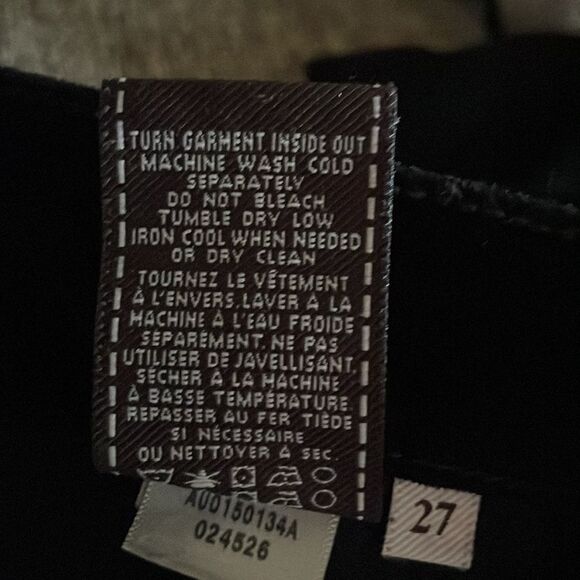 TURN GARMENT INSIDE OUT
MACHINE WASH COLD
SEPARATELY
DO NOT BLEACH
TUMBLE DRY LOW
IRON COOL WHEN NEEDED
OR DRY CLEAN
TOURNEZ LE VÊTEMENT
À L'ENVERS. LAVER À LA
MACHINE À L'EAU FROIDE
SÉPARÉMENT. NE PAS
UTILISER DE JAVELLISANT.
SÉCHER À LA MACHINE
À BASSE TEMPÉRATURE.
REPASSER AU FER TIÈDE
SI NÉCESSAIRE
OU NETTOYER À SEC.
A00150134A
024526
27